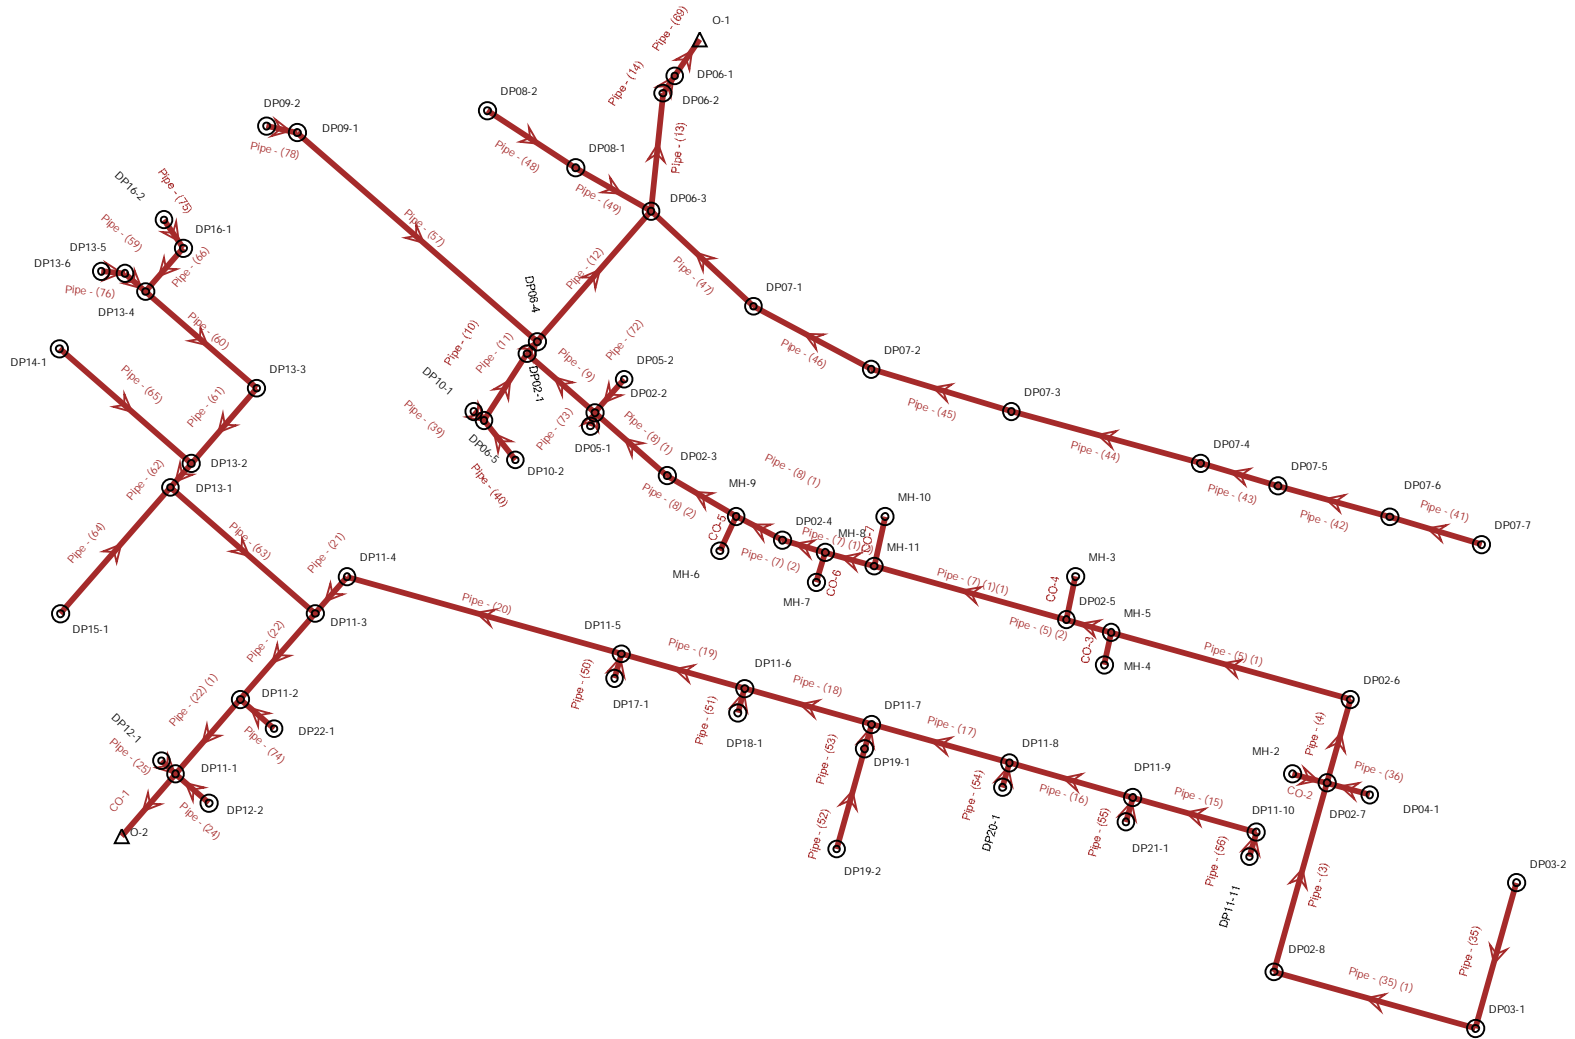 O-1
Pipe - (69)
DP06-1
Pipe - (14)
DP06-2
DP08-2
DP09-2
DP09-1
Pipe - (78)
Pipe - (48)
DP08-1
Pipe - (13)
Pipe - (49)
DP06-3
DP16-2
Pipe - (75)
DP16-1
Pipe - (59)
DP13-5
DP13-6
Pipe - (66)
Pipe - (76)
DP13-4
Pipe - (57)
Pipe - (12)
Pipe - (47)
DP07-1
DP06-4
Pipe - (60)
DP14-1
Pipe - (65)
DP13-3
Pipe - (61)
Pipe - (10)
Pipe - (11)
Pipe - (9)
Pipe - (72)
DP05-2
DP02-1
DP02-2
DP10-1
Pipe - (39)
DP06-5
DP10-2
Pipe - (40)
Pipe - (73)
DP05-1
Pipe - (8) (1)
DP02-3
Pipe - (46)
DP07-2
Pipe - (45)
DP07-3
Pipe - (44)
DP07-4
DP07-5
Pipe - (43)
Pipe - (42)
DP07-6
Pipe - (41)
DP07-7
DP13-2
Pipe - (62)
DP13-1
Pipe - (8) (1)
MH-9
Pipe - (8) (2)
CO-5
MH-6
MH-10
DP02-4
MH-8
CO-7
Pipe - (7) (2)
MH-11
MH-7
CO-6
Pipe - (7) (1)(1)
MH-3
CO-4
DP02-5
MH-5
Pipe - (5) (2)
CO-3
MH-4
Pipe - (5) (1)
DP02-6
Pipe - (64)
DP15-1
Pipe - (63)
Pipe - (21)
DP11-4
DP11-3
Pipe - (20)
DP11-5
Pipe - (19)
Pipe - (50)
DP17-1
DP11-6
Pipe - (18)
Pipe - (51)
DP18-1
DP11-7
Pipe - (17)
Pipe - (53)
DP19-1
Pipe - (52)
DP19-2
DP11-8
Pipe - (54)
DP20-1
Pipe - (16)
DP11-9
Pipe - (55)
DP21-1
Pipe - (15)
DP11-10
Pipe - (56)
DP11-11
Pipe - (22)
DP11-2
Pipe - (22) (1)
DP22-1
Pipe - (74)
DP12-1
Pipe - (25)
DP11-1
CO-1
DP12-2
Pipe - (24)
O-2
Pipe - (4)
MH-2
CO-2
Pipe - (36)
DP04-1
DP02-7
Pipe - (3)
DP02-8
Pipe - (35) (1)
DP03-2
Pipe - (35)
DP03-1